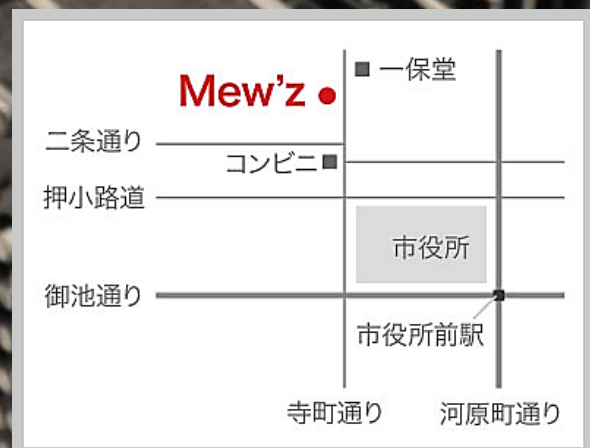 一保堂
Mew'z
二条通り
コンビニ
押小路道
市役所
御池通り
市役所前駅
寺町通り
河原町通り